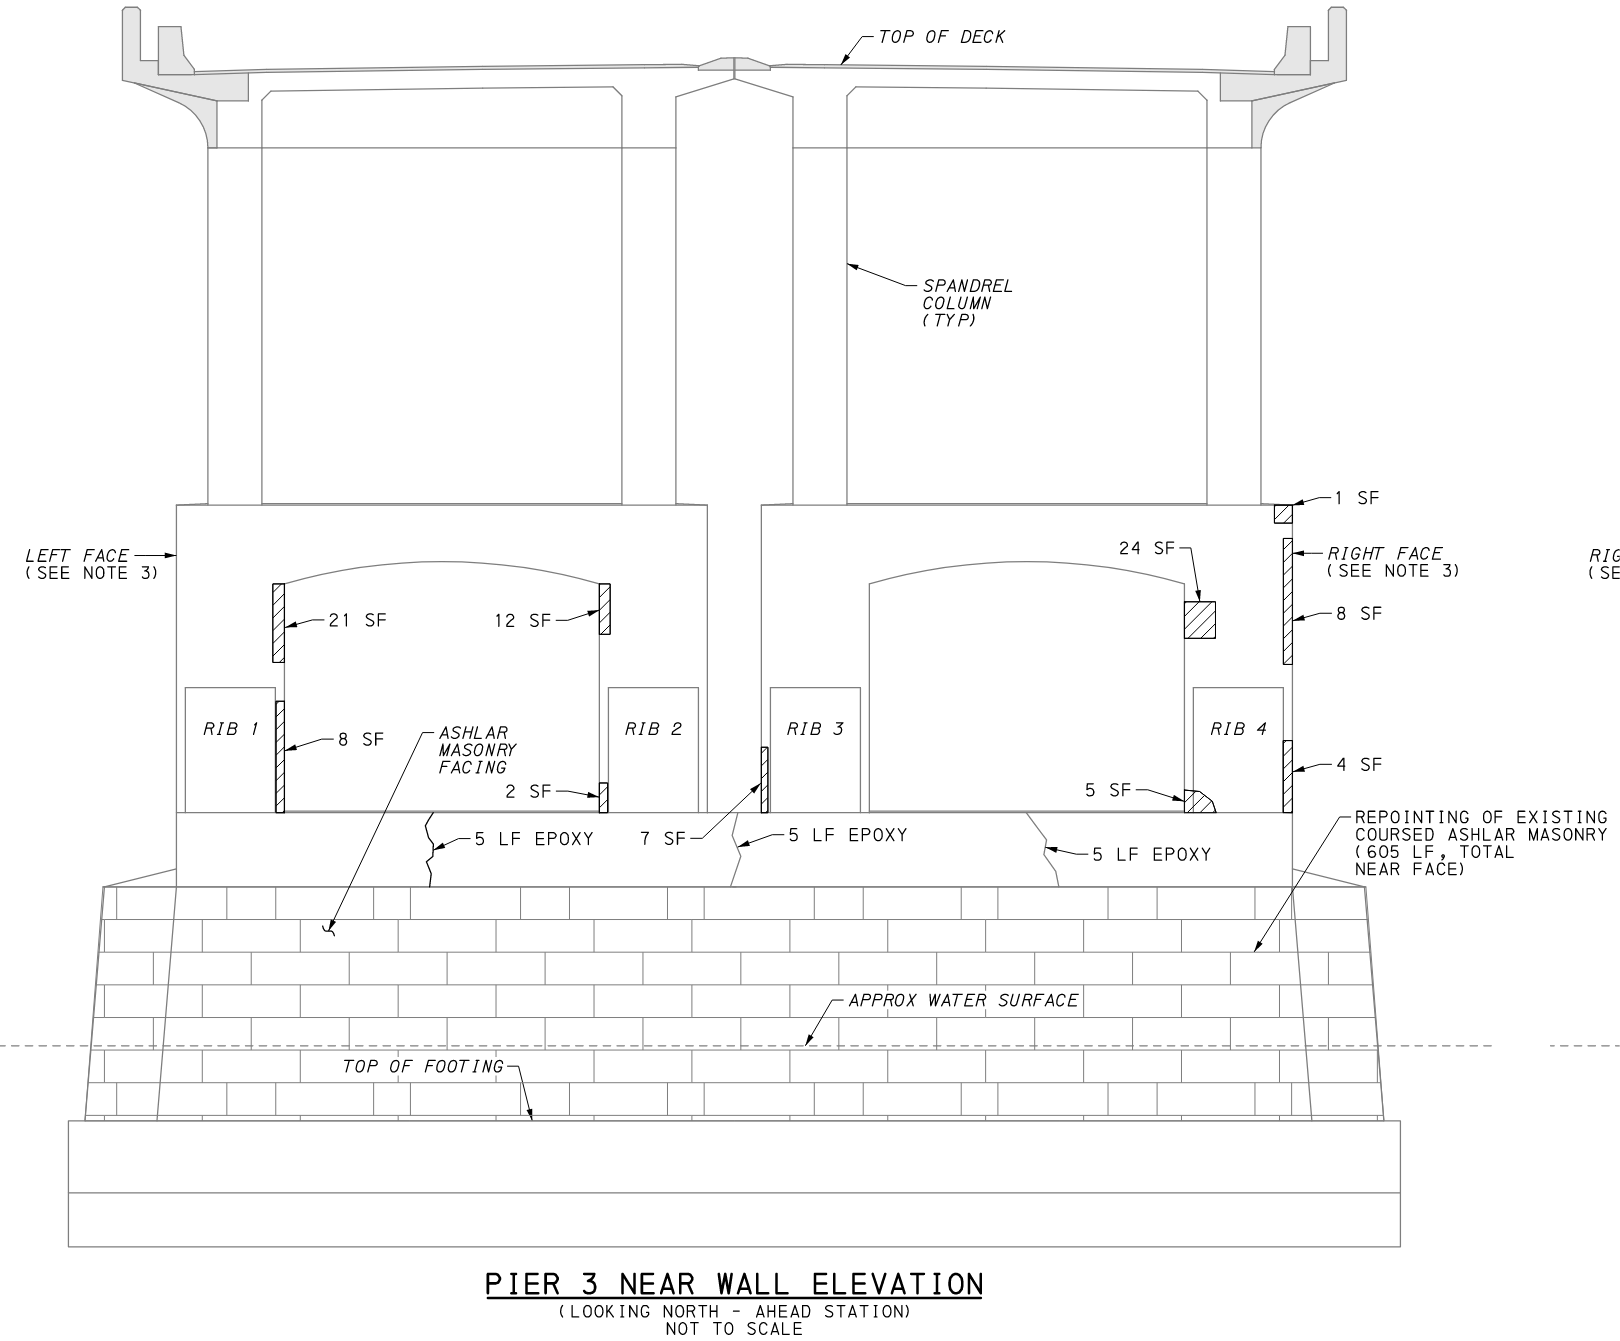 TOP OF DECK
SPANDREL
COLUMN
(TYP)
1 SF
24 SF
LEFT FACE
(SEE NOTE 3)
RIGHT FACE
(SEE NOTE 3)
RIG
(SE
21 SF
12 SF
8 SF
RIB 1
RIB 2
RIB 3
RIB 4
ASHLAR
MASONRY
FACING
8 SF
4 SF
2 SF
5 SF
7 SF
5 LF EPOXY
5 LF EPOXY
5 LF EPOXY
REPOINTING OF EXISTING
COURSED ASHLAR MASONRY
(605 LF, TOTAL
NEAR FACE)
APPROX WATER SURFACE
TOP OF FOOTING
PIER 3 NEAR WALL ELEVATION
(LOOKING NORTH - AHEAD STATION)
NOT TO SCALE